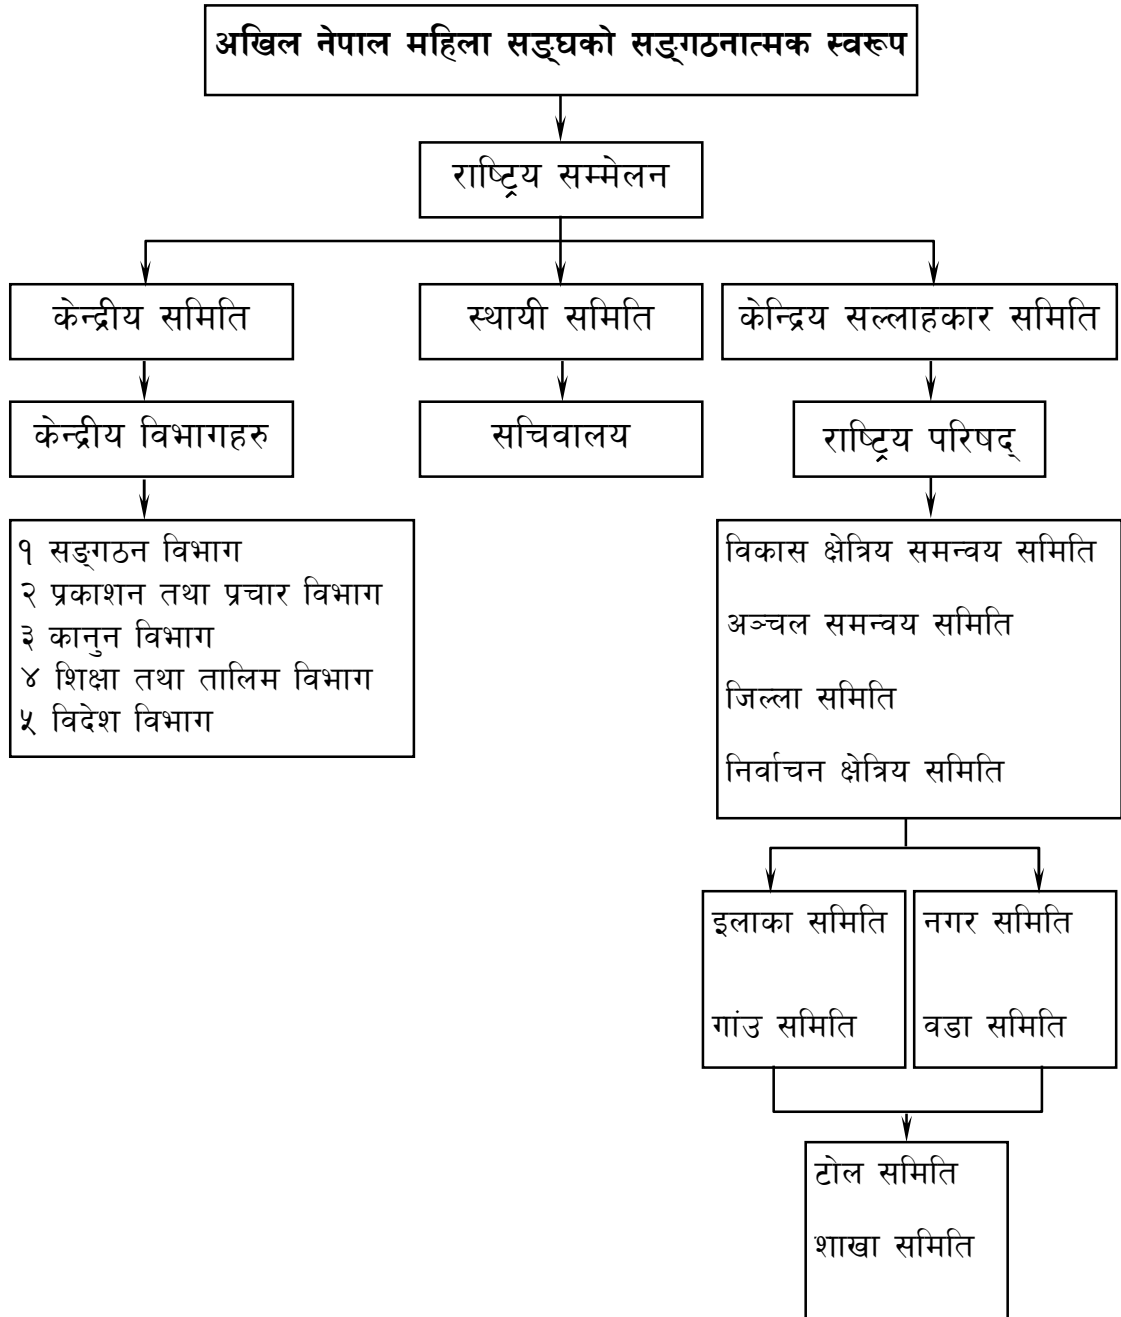 अखिल नेपाल महिला सङ्घको सङ्गठनात्मक स्वरूप
राष्ट्रिय सम्मेलन
केन्द्रीय समिति
स्थायी समिति
केन्द्रिय सल्लाहकार समिति
केन्द्रीय विभागहरु
सचिवालय
राष्ट्रिय परिषद्
१ सङ्गठन विभाग
२ प्रकाशन तथा प्रचार विभाग
३ कानुन विभाग
४ शिक्षा तथा तालिम विभाग
५ विदेश विभाग
विकास क्षेत्रिय समन्वय समिति
अञ्चल समन्वय समिति
जिल्ला समिति
निर्वाचन क्षेत्रिय समिति
इलाका समिति
गांउ समिति
नगर समिति
वडा समिति
टोल समिति
शाखा समिति